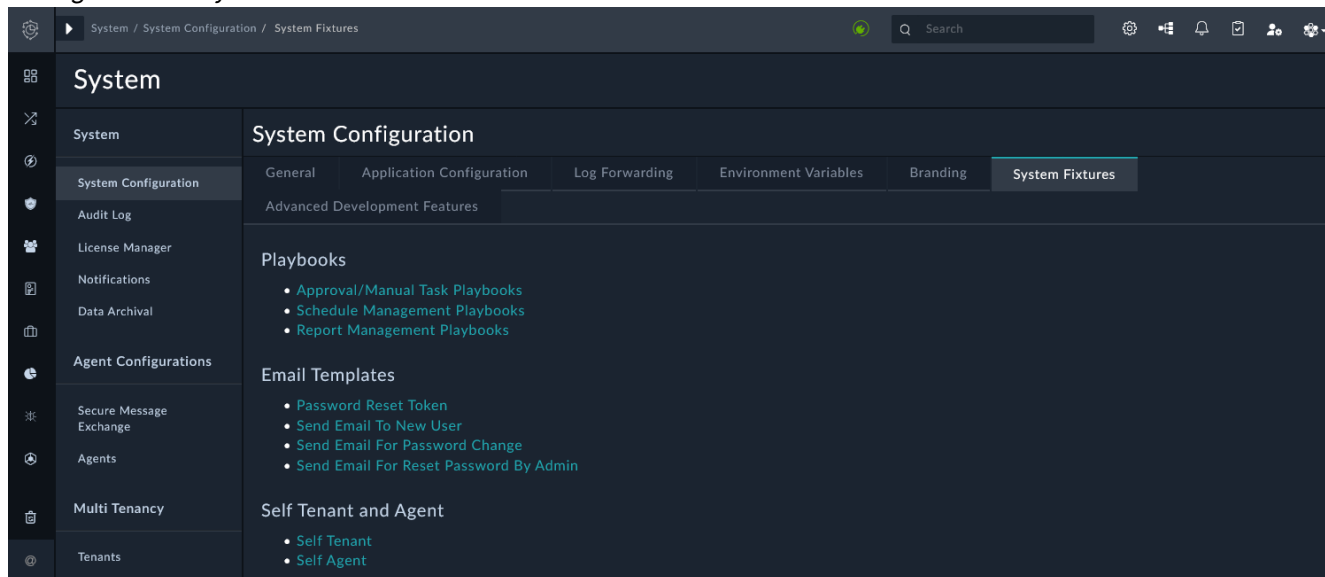 System / System Configuration / System Fixtures
Search
System
System
System Configuration
Audit Log
License Manager
Notifications
Data Archival
Agent Configurations
Secure Message
Exchange
Agents
Multi Tenancy
Tenants
System Configuration
General
Application Configuration
Log Forwarding
Environment Variables
Branding
System Fixtures
Advanced Development Features
Playbooks
• Approval/Manual Task Playbooks
• Schedule Management Playbooks
• Report Management Playbooks
Email Templates
• Password Reset Token
• Send Email To New User
• Send Email For Password Change
• Send Email For Reset Password By Admin
Self Tenant and Agent
• Self Tenant
• Self Agent